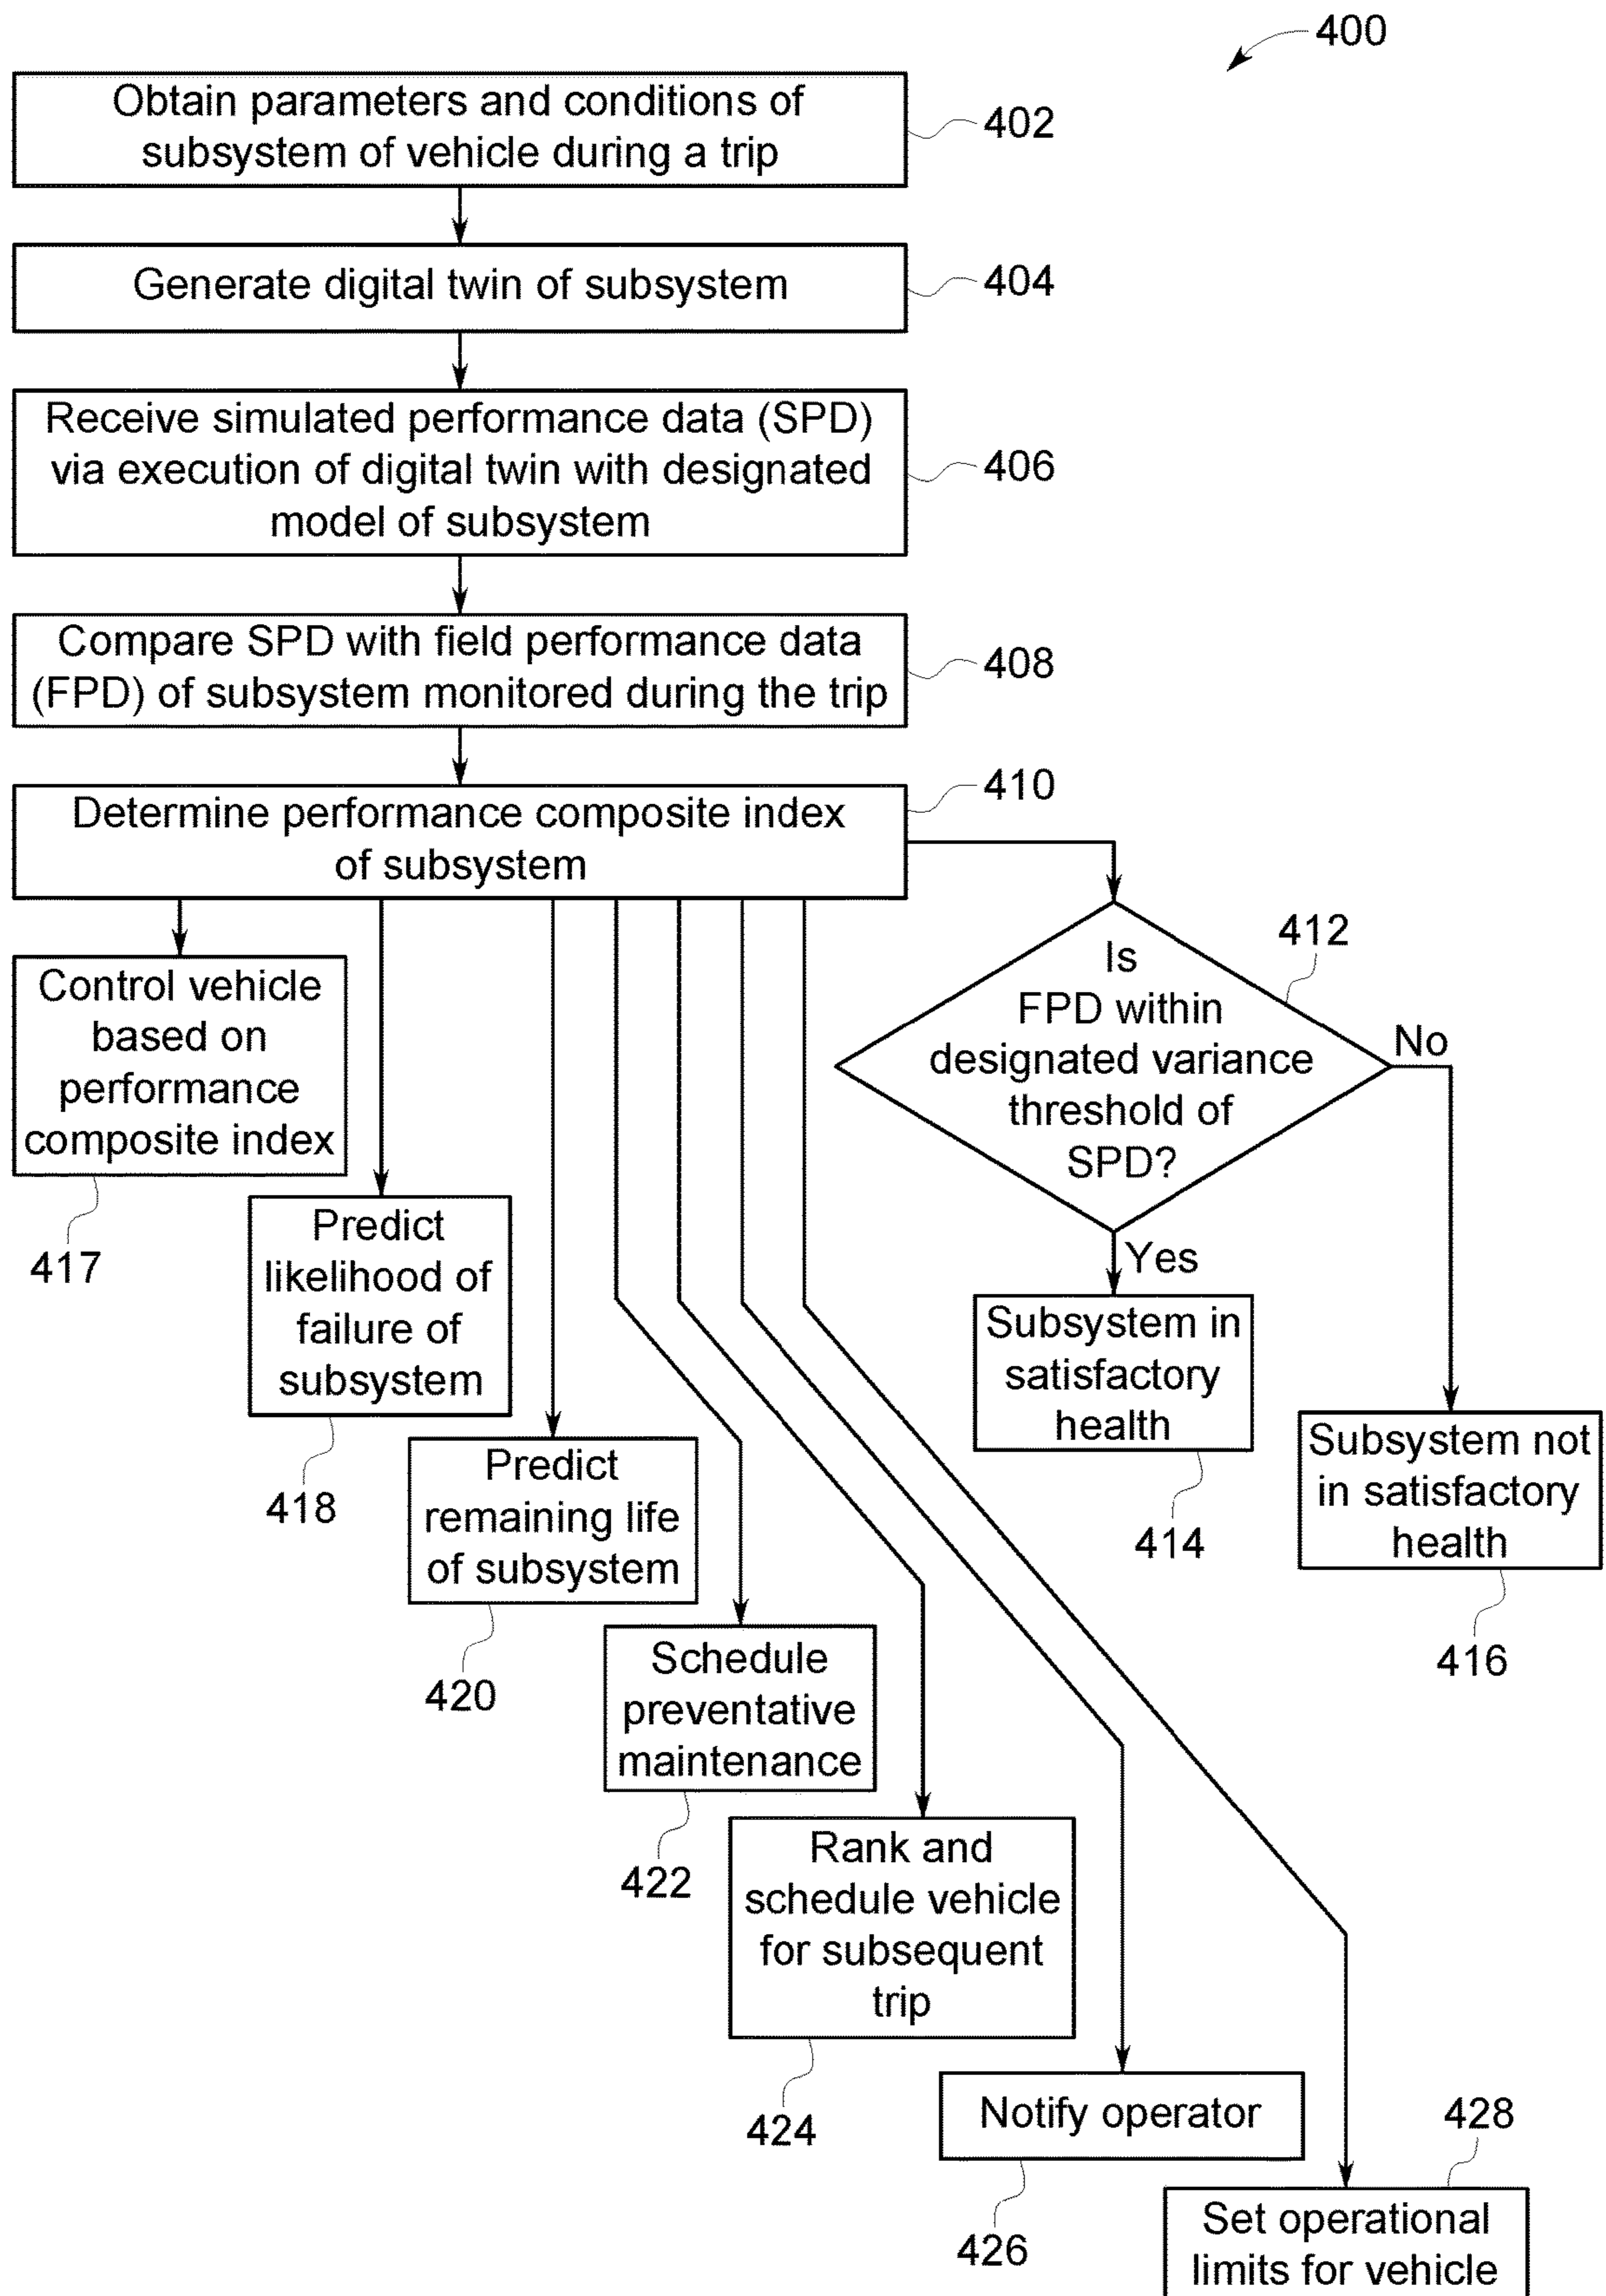 400
Obtain parameters and conditions of
subsystem of vehicle during a trip
402
Generate digital twin of subsystem
404
Receive simulated performance data (SPD)
via execution of digital twin with designated
model of subsystem
406
Compare SPD with field performance data
(FPD) of subsystem monitored during the trip
408
Determine performance composite index
of subsystem
410
Is
FPD within
designated variance
threshold of
SPD?
412
No
Yes
Control vehicle
based on
performance
composite index
417
Predict
likelihood of
failure of
subsystem
418
Subsystem in
satisfactory
health
414
Subsystem not
in satisfactory
health
416
Predict
remaining life
of subsystem
420
Schedule
preventative
maintenance
422
Rank and
schedule vehicle
for subsequent
trip
424
Notify operator
426
428
Set operational
limits for vehicle